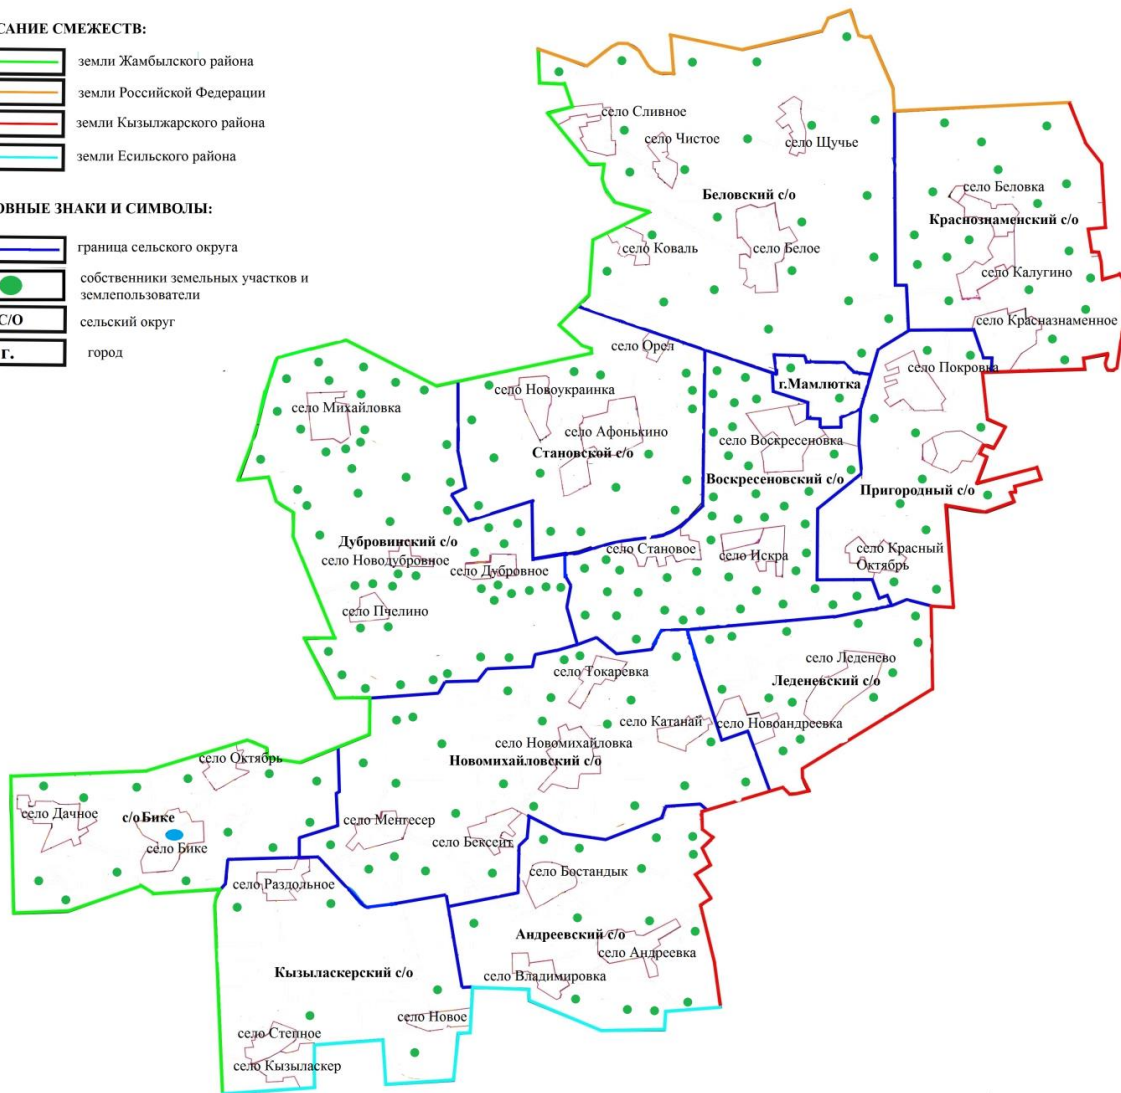 САНИЕ СМЕЖЕСТВ:
земли Жамбылского района
земли Российской Федерации
земли Кызылжарского района
земли Есильского района
ОВНЫЕ ЗНАКИ И СИМВОЛЫ:
граница сельского округа
собственники земельных участков и
землепользователи
С/О
сельский округ
г.
город
село Сливное
село Чистое
село Щучье
Беловский с/о
село Коваль
село Белое
село Беловка
Краснознаменский с/о
село Калугино
село Красназнаменное
село Орел
село Покровка
г.Мамлютка
село Новоукраинка
село Михайловка
село Афонькино
Становской с/о
село Воскресеновка
Воскресеновский с/о
Пригородный с/о
Дубровинский с/о
село Новодубровное
село Дубровное
село Становое
село Искра
село Красный
Октябрь
село Пчелино
село Токаревка
село Леденево
Леденевский с/о
село Катанай
село Новоандреевка
село Новомихайловка
Новомихайловский с/о
село Октябрь
село Дачное
с/о Бике
село Бике
село Менгесер
село Бексеит
село Раздольное
село Бостандык
Андреевский с/о
село Андреевка
село Владимировка
Кызыласкерский с/о
село Новое
село Степное
село Кызыласкер